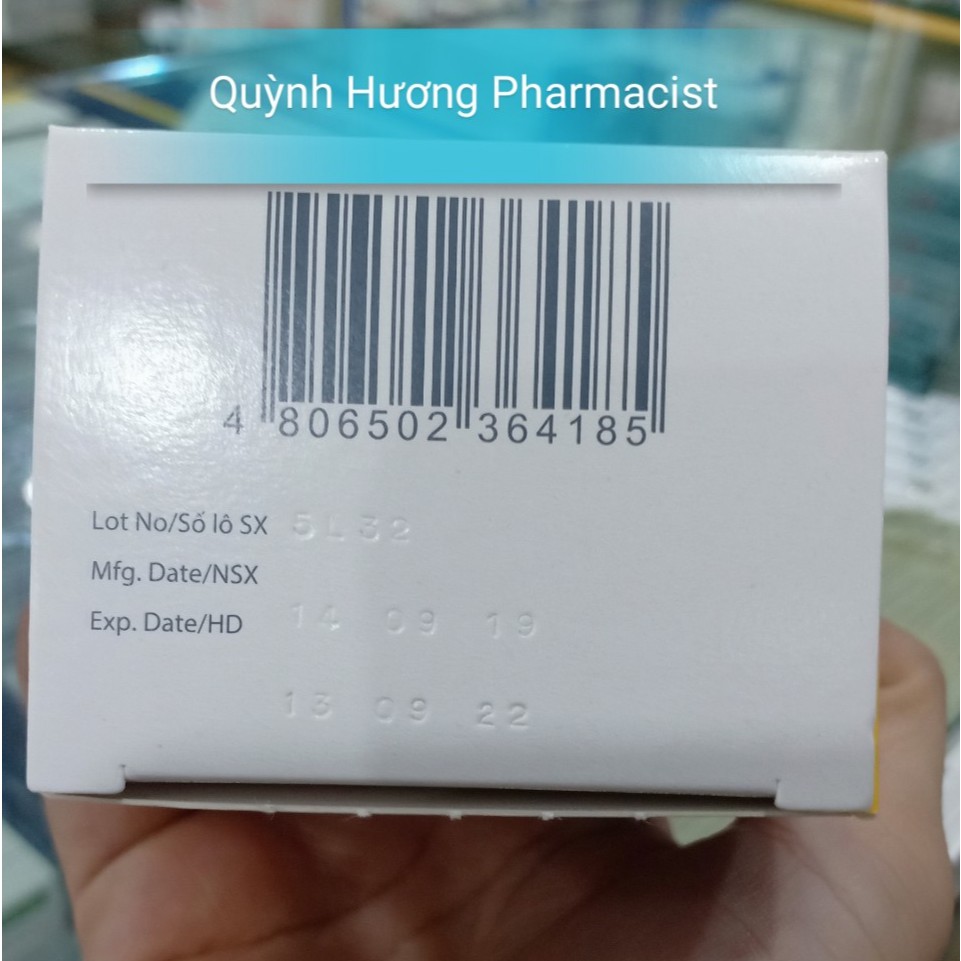 Quỳnh Hương Pharmacist
4 806502 364185
Lot No/Số lô SX 5L32
Mfg. Date/NSX
Exp. Date/HD 14 09 19
13 09 22